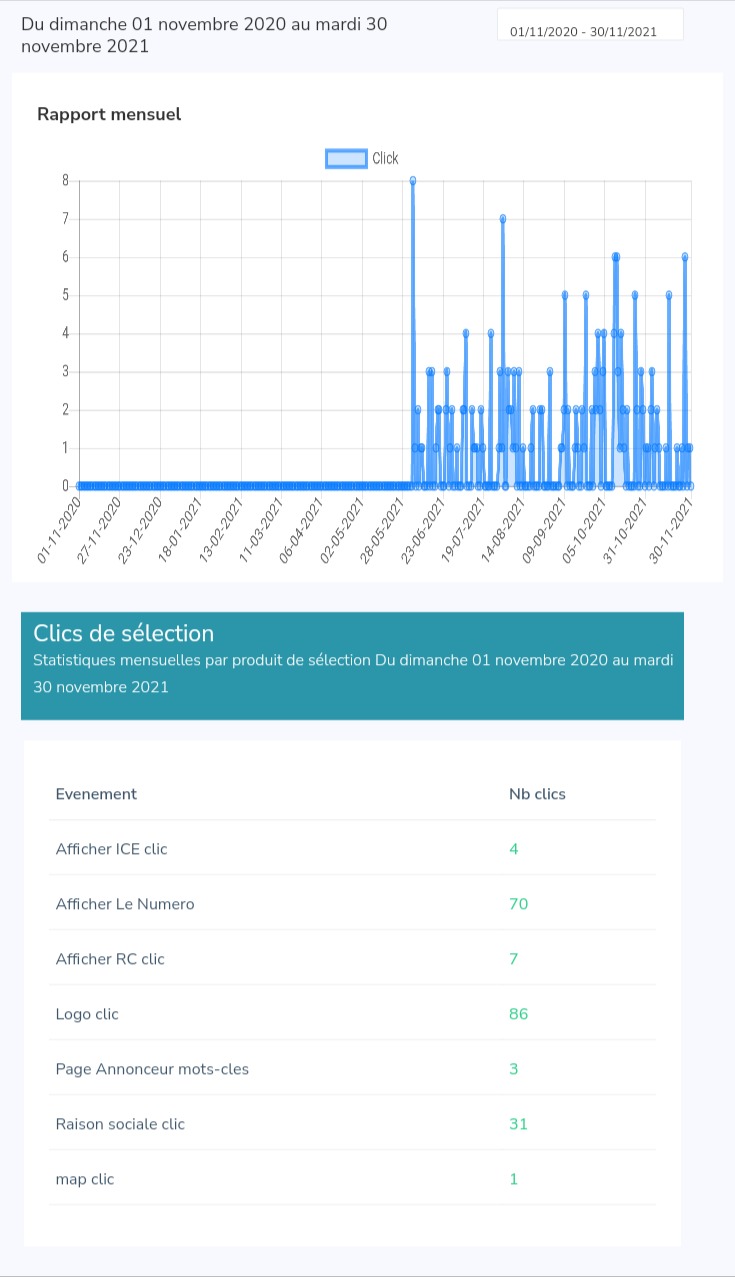 Du dimanche 01 novembre 2020 au mardi 30
novembre 2021
01/11/2020 - 30/11/2021
Rapport mensuel
Click
8
7
6
5
4
3
2
1
0
01-11-2020
27-11-2020
23-12-2020
18-01-2021
13-02-2021
11-03-2021
06-04-2021
02-05-2021
28-05-2021
23-06-2021
19-07-2021
14-08-2021
09-09-2021
05-10-2021
31-10-2021
30-11-2021
Clics de sélection
Statistiques mensuelles par produit de sélection Du dimanche 01 novembre 2020 au mardi
30 novembre 2021
Evenement Nb clics
Afficher ICE clic 4
Afficher Le Numero 70
Afficher RC clic 7
Logo clic 86
Page Annonceur mots-cles 3
Raison sociale clic 31
map clic 1